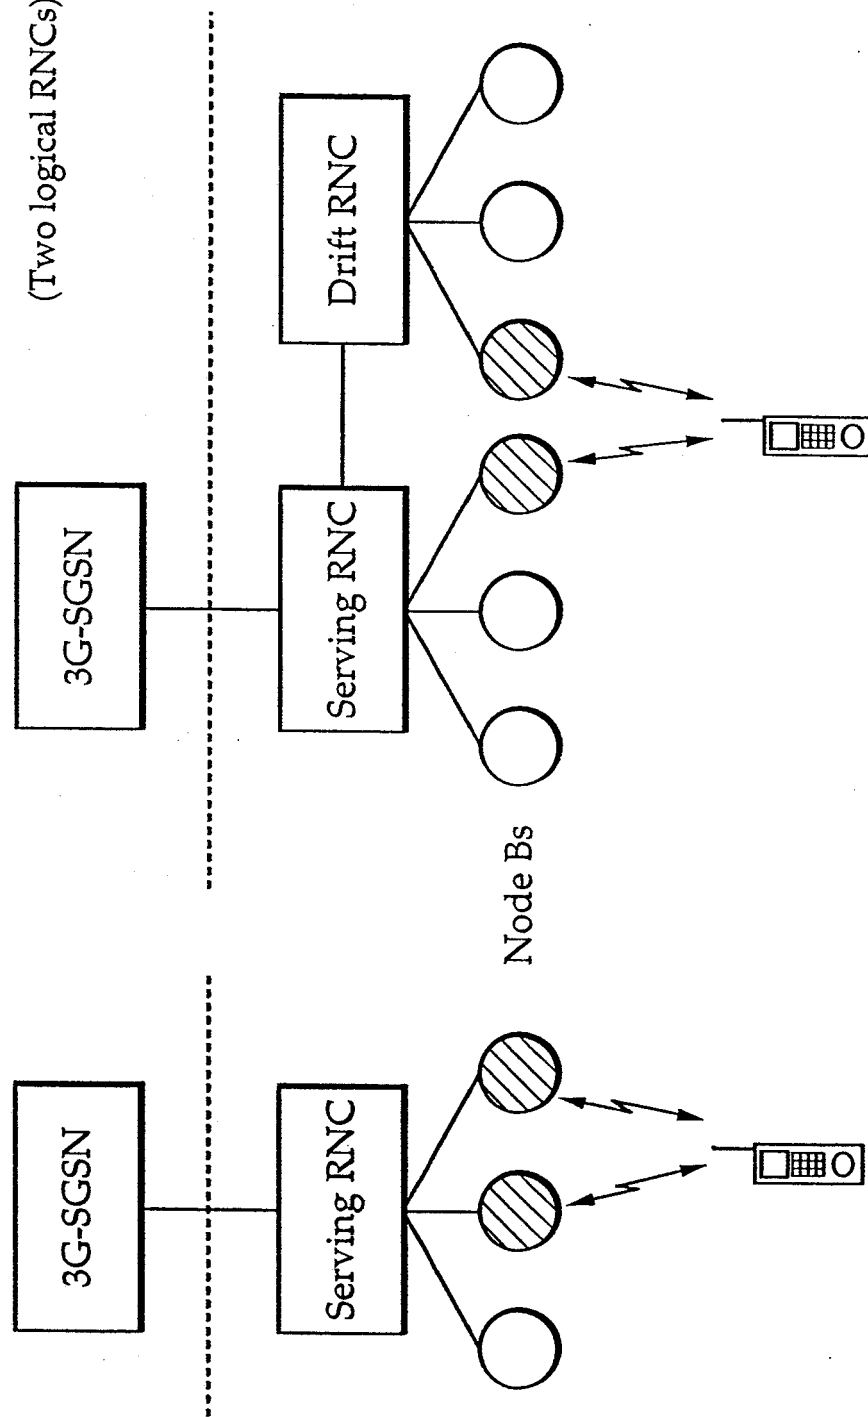 (Two logical RNCs)
3G-SGSN
3G-SGSN
Serving RNC
Serving RNC
Drift RNC
Node Bs